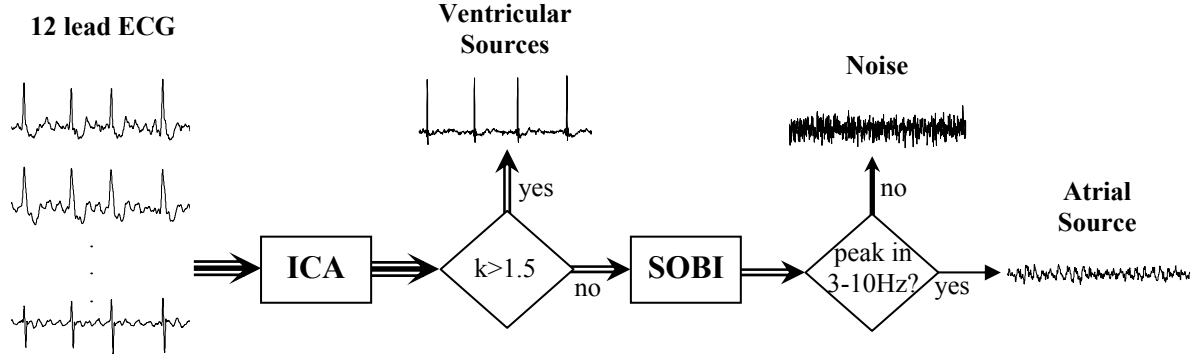 12 lead ECG
Ventricular
Sources
Noise
Atrial
Source
yes
no
ICA
k>1.5
no
SOBI
peak in
3-10Hz?
yes